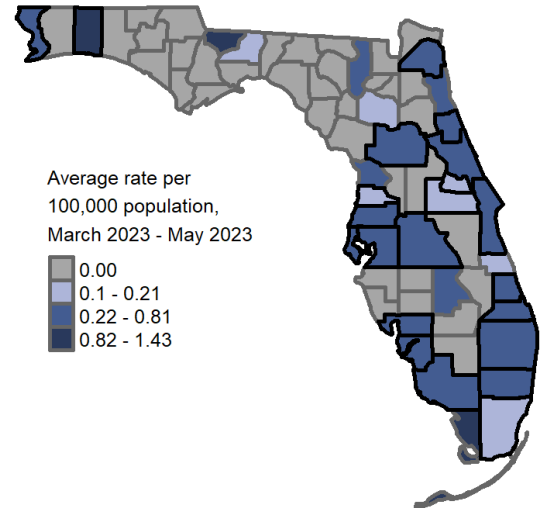 Average rate per
100,000 population,
March 2023 - May 2023
0.00
0.1 - 0.21
0.22 - 0.81
0.82 - 1.43